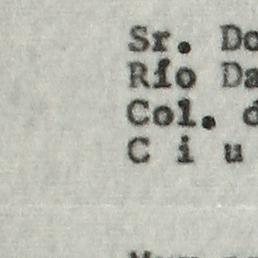 Sr. Do
Río Da
Col. d
C i u